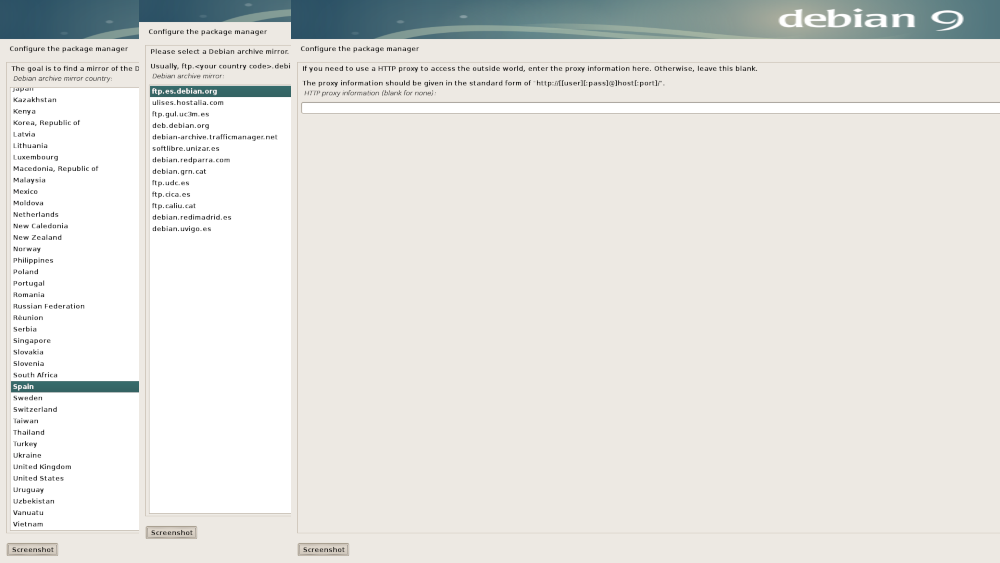 debian 9
Configure the package manager
The goal is to find a mirror of the D
Debian archive mirror country:
Japan
Kazakhstan
Kenya
Korea, Republic of
Latvia
Lithuania
Luxembourg
Macedonia, Republic of
Malaysia
Mexico
Moldova
Netherlands
New Caledonia
New Zealand
Norway
Philippines
Poland
Portugal
Romania
Russian Federation
Réunion
Serbia
Singapore
Slovakia
Slovenia
South Africa
Spain
Sweden
Switzerland
Taiwan
Thailand
Turkey
Ukraine
United Kingdom
United States
Uruguay
Uzbekistan
Vanuatu
Vietnam
Screenshot
Configure the package manager
Please select a Debian archive mirror.
Usually, ftp.<your country code>.debi
Debian archive mirror:
ftp.es.debian.org
ulises.hostalia.com
ftp.gul.uc3m.es
deb.debian.org
debian-archive.trafficmanager.net
softlibre.unizar.es
debian.redparra.com
debian.grn.cat
ftp.udc.es
ftp.cica.es
ftp.caliu.cat
debian.redimadrid.es
debian.uvigo.es
Screenshot
Configure the package manager
If you need to use a HTTP proxy to access the outside world, enter the proxy information here. Otherwise, leave this blank.
The proxy information should be given in the standard form of "http://[[user][:pass]@]host[:port]/".
HTTP proxy information (blank for none):
Screenshot